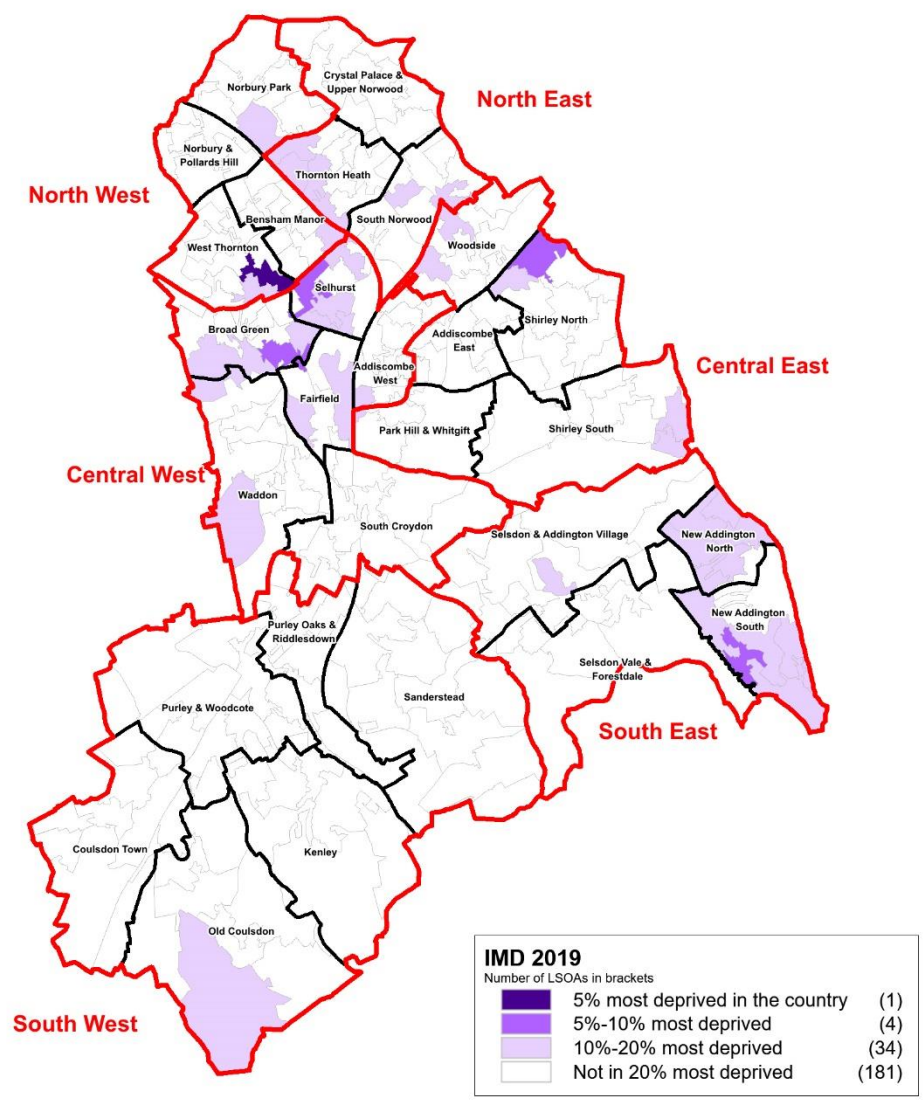 Crystal Palace &
Upper Norwood
Norbury Park
North East
Norbury &
Pollards Hill
Thornton Heath
North West
Bensham Manor
South Norwood
West Thornton
Woodside
Selhurst
Shirley North
Broad Green
Addiscombe
East
Addiscombe
West
Central East
Fairfield
Park Hill & Whitgift
Shirley South
Central West
Waddon
South Croydon
Selsdon & Addington Village
New Addington
North
New Addington
South
Purley Oaks &
Riddlesdown
Selsdon Vale &
Forestdale
Sanderstead
Purley & Woodcote
South East
Coulsdon Town
Kenley
Old Coulsdon
South West
IMD 2019
Number of LSOAs in brackets
5% most deprived in the country (1)
5%-10% most deprived (4)
10%-20% most deprived (34)
Not in 20% most deprived (181)